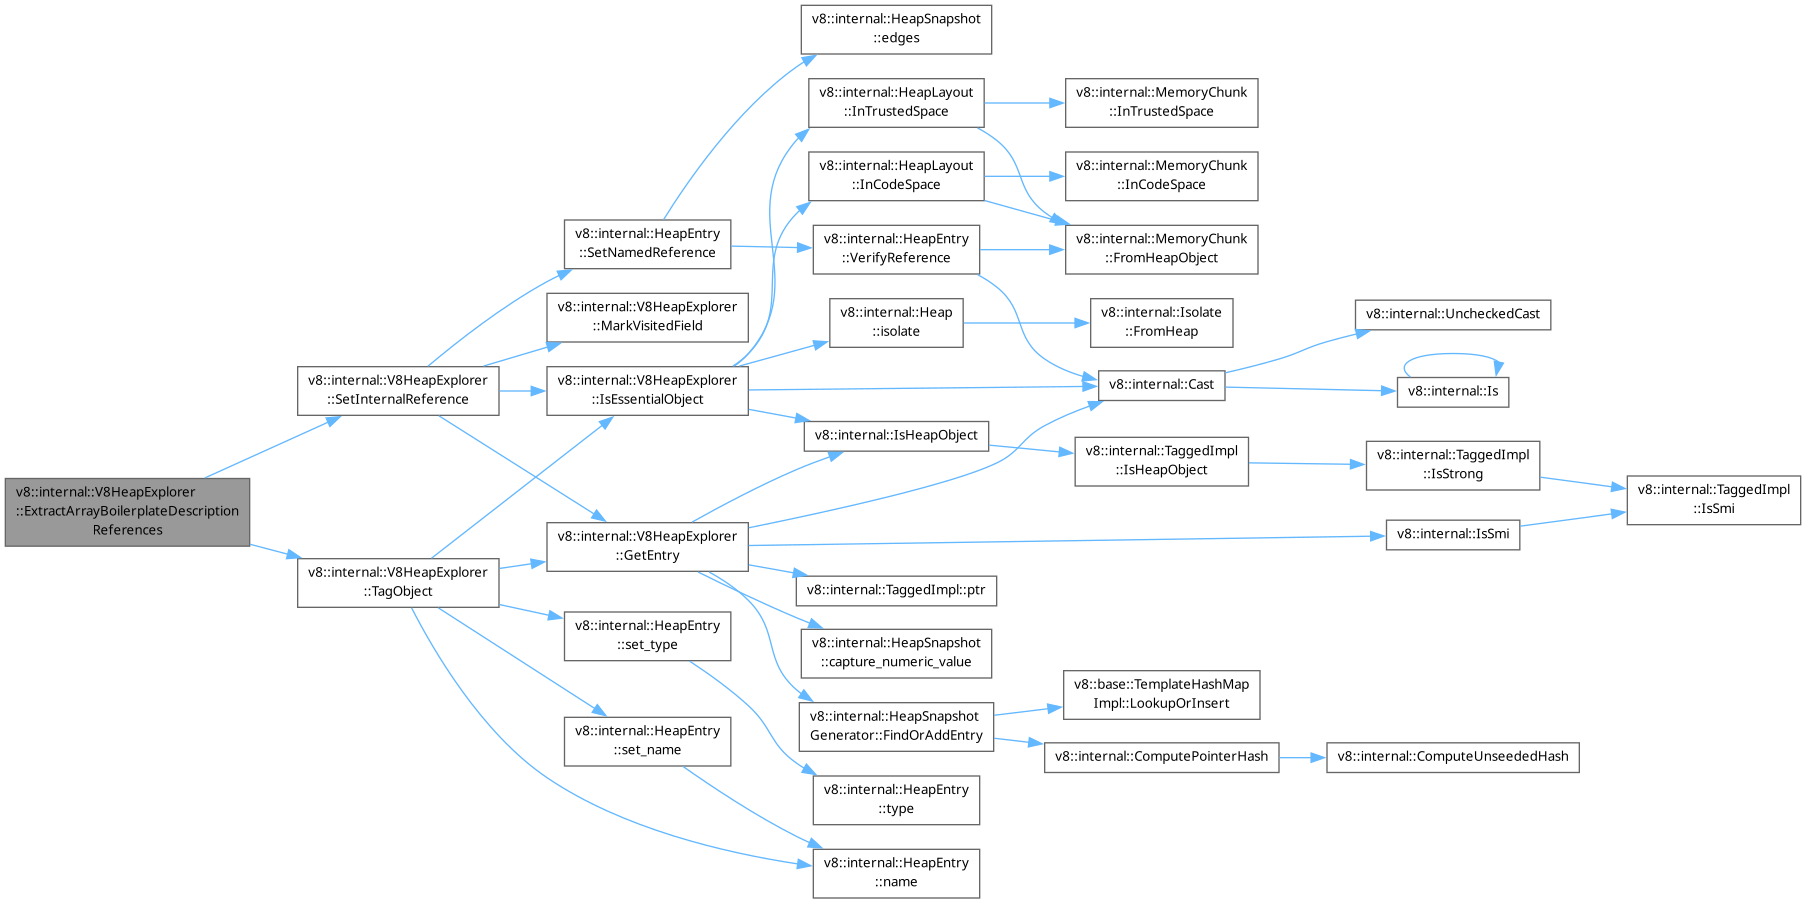 v8::internal::V8HeapExplorer
::ExtractArrayBoilerplateDescription
References
v8::internal::V8HeapExplorer
::SetInternalReference
v8::internal::V8HeapExplorer
::TagObject
v8::internal::HeapEntry
::SetNamedReference
v8::internal::V8HeapExplorer
::MarkVisitedField
v8::internal::V8HeapExplorer
::IsEssentialObject
v8::internal::V8HeapExplorer
::GetEntry
v8::internal::HeapEntry
::set_type
v8::internal::HeapEntry
::set_name
v8::internal::HeapSnapshot
::edges
v8::internal::HeapLayout
::InTrustedSpace
v8::internal::HeapLayout
::InCodeSpace
v8::internal::HeapEntry
::VerifyReference
v8::internal::Heap
::isolate
v8::internal::IsHeapObject
v8::internal::TaggedImpl::ptr
v8::internal::HeapSnapshot
::capture_numeric_value
v8::internal::HeapSnapshot
Generator::FindOrAddEntry
v8::internal::HeapEntry
::type
v8::internal::HeapEntry
::name
v8::internal::MemoryChunk
::InTrustedSpace
v8::internal::MemoryChunk
::InCodeSpace
v8::internal::MemoryChunk
::FromHeapObject
v8::internal::Isolate
::FromHeap
v8::internal::Cast
v8::internal::TaggedImpl
::IsHeapObject
v8::base::TemplateHashMap
Impl::LookupOrInsert
v8::internal::ComputePointerHash
v8::internal::UncheckedCast
v8::internal::Is
v8::internal::TaggedImpl
::IsStrong
v8::internal::IsSmi
v8::internal::ComputeUnseededHash
v8::internal::TaggedImpl
::IsSmi